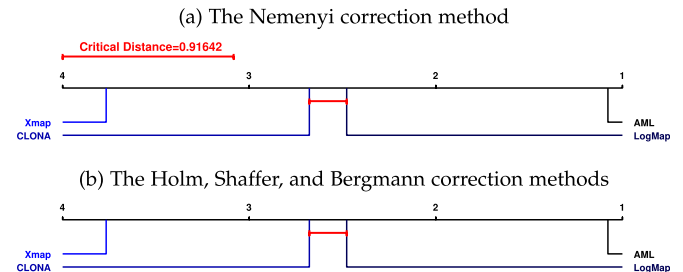 (a) The Nemenyi correction method
Critical Distance=0.91642
4 3 2 1
Xmap AML
CLONA LogMap
(b) The Holm, Shaffer, and Bergmann correction methods
4 3 2 1
Xmap AML
CLONA LogMap